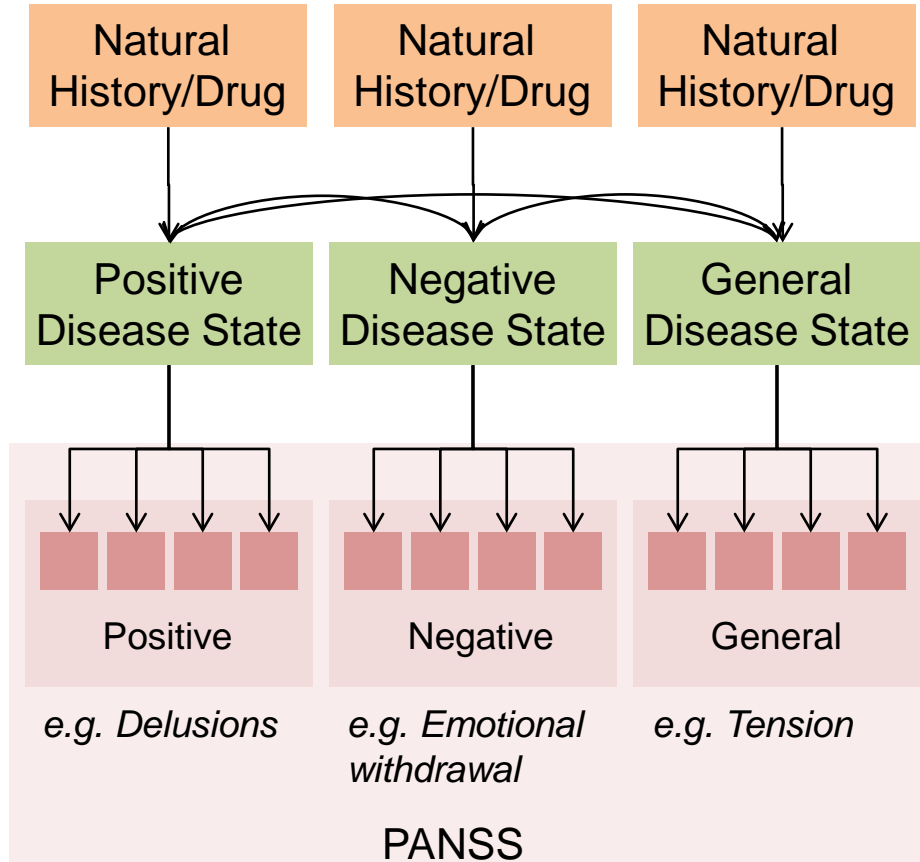 Natural
History/Drug
Natural
History/Drug
Natural
History/Drug
Positive
Disease State
Negative
Disease State
General
Disease State
Positive
Negative
General
e.g. Delusions
e.g. Emotional
withdrawal
e.g. Tension
PANSS